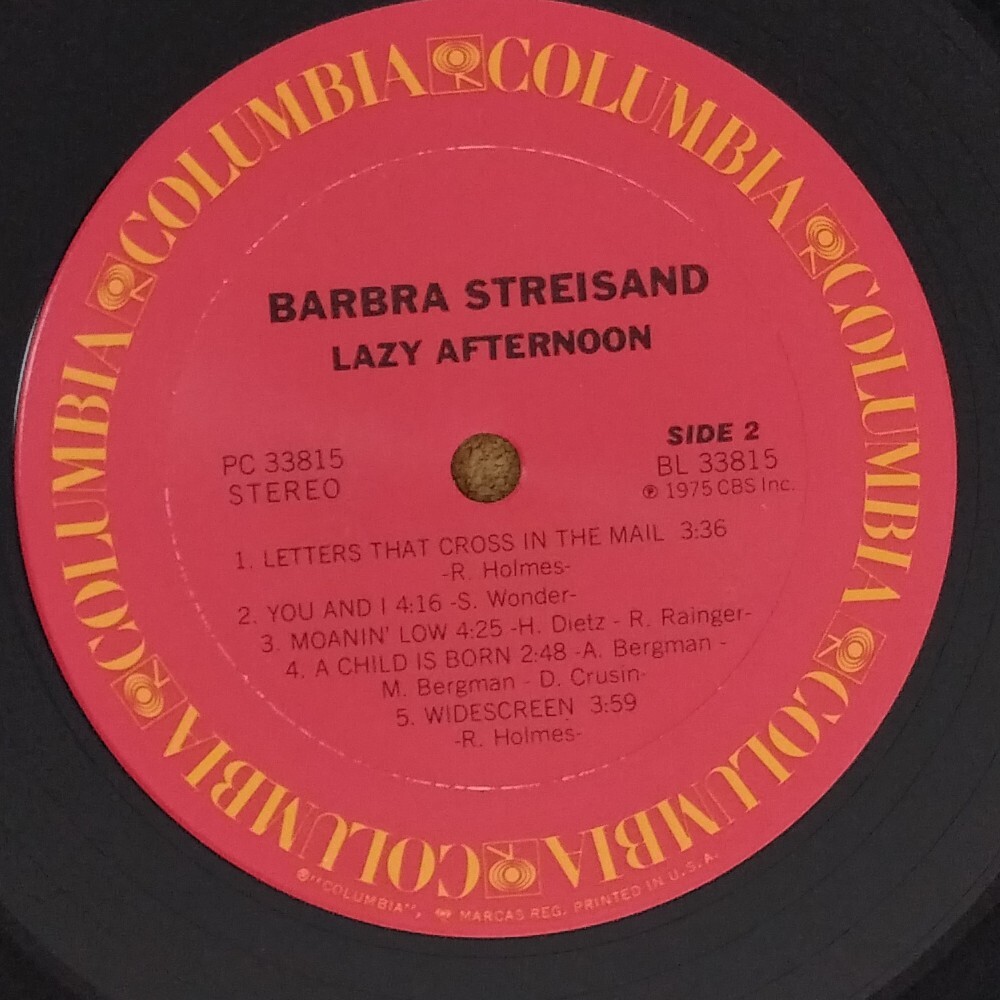 COLUMBIA COLUMBIA COLUMBIA COLUMBIA COLUMBIA COLUMBIA
BARBRA STREISAND
LAZY AFTERNOON
SIDE 2
PC 33815
BL 33815
STEREO
℗ 1975 CBS Inc.
1. LETTERS THAT CROSS IN THE MAIL 3:36
-R. Holmes-
2. YOU AND I 4:16 -S. Wonder-
3. MOANIN' LOW 4:25 -H. Dietz - R. Rainger-
4. A CHILD IS BORN 2:48 -A. Bergman -
M. Bergman - D. Crusin-
5. WIDESCREEN 3:59
-R. Holmes-
®"COLUMBIA", MARCAS REG. PRINTED IN U.S.A.